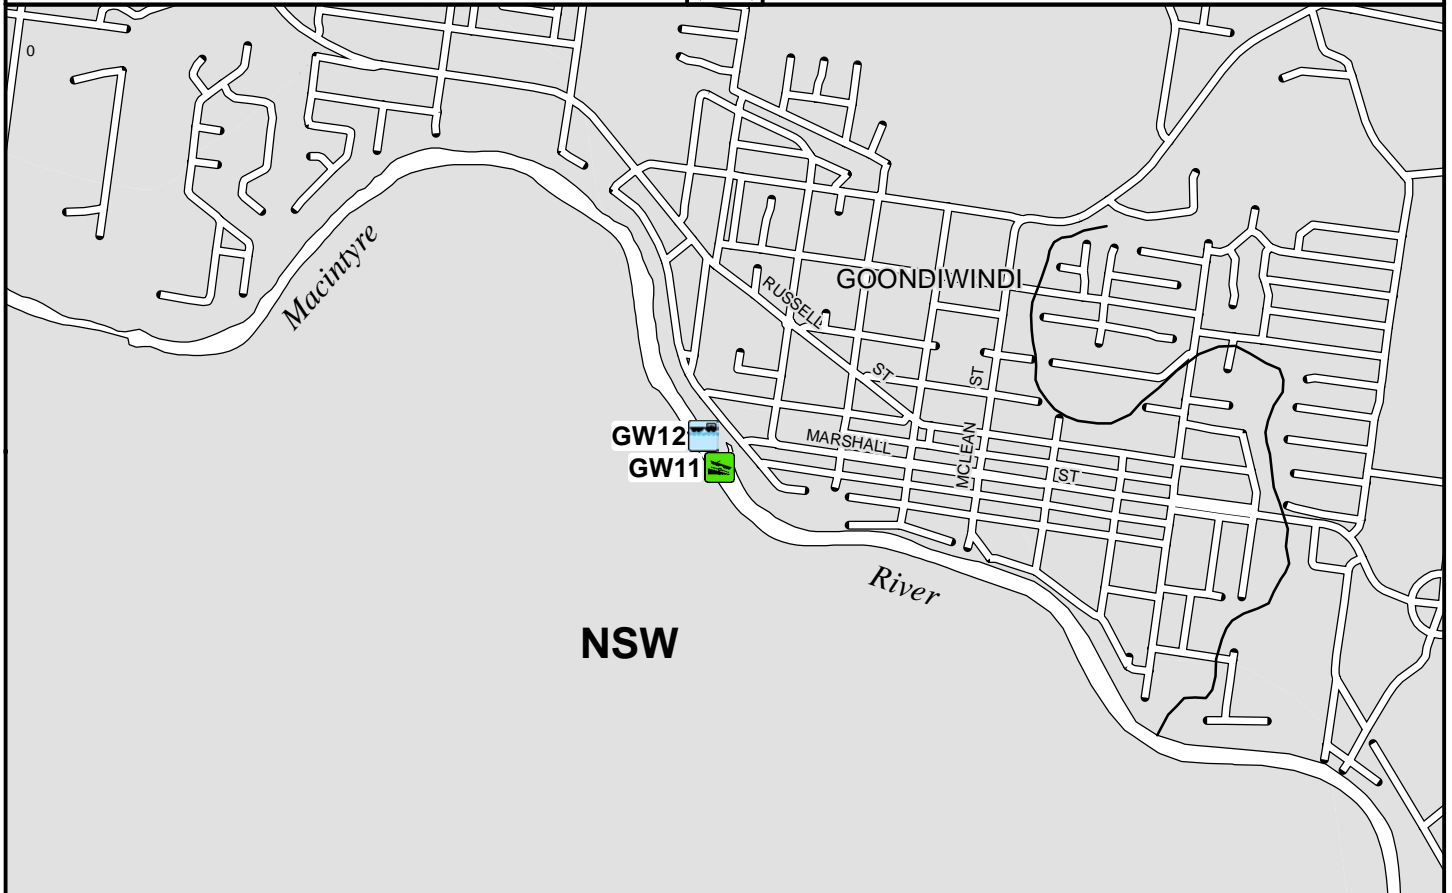 0
Macintyre
GOONDIWINDI
RUSSELL
ST
ST
MCLEAN
MARSHALL
ST
GW12
GW11
River
NSW